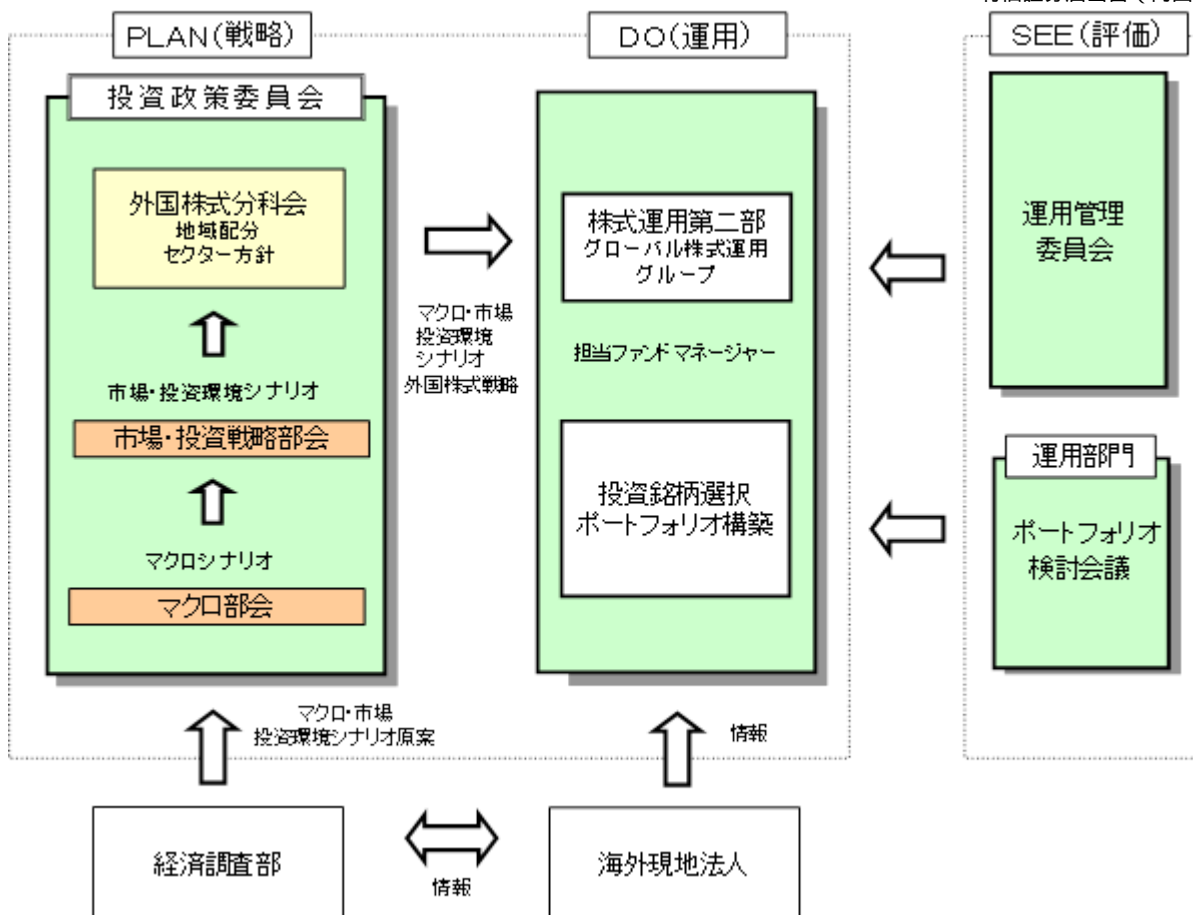 PLAN(戦略)
DO(運用)
SEE(評価)
投資政策委員会
外国株式分科会
地域配分
セクター方針
市場・投資環境シナリオ
市場・投資戦略部会
マクロシナリオ
マクロ部会
マクロ・市場
投資環境
シナリオ
外国株式戦略
株式運用第二部
グローバル株式運用
グループ
担当ファンドマネージャー
投資銘柄選択
ポートフォリオ構築
運用管理
委員会
運用部門
ポートフォリオ
検討会議
マクロ・市場
投資環境シナリオ原案
情報
経済調査部
情報
海外現地法人